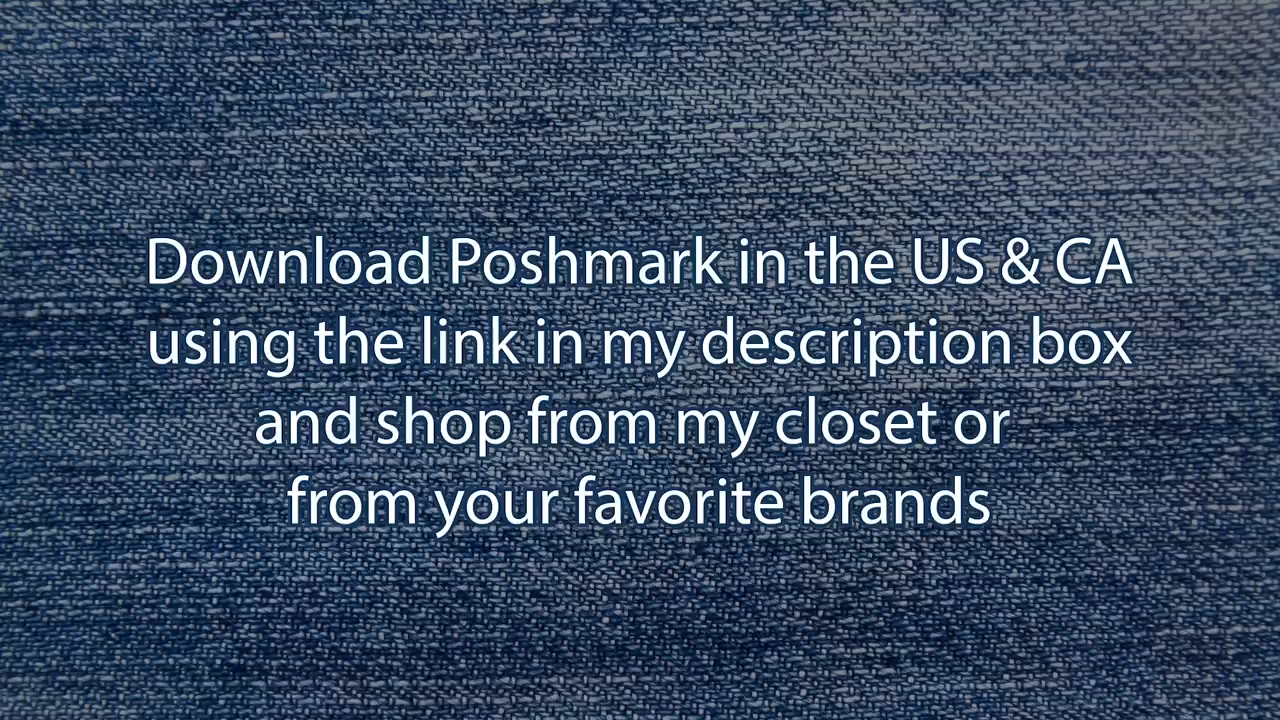 Download Poshmark in the US & CA
using the link in my description box
and shop from my closet or
from your favorite brands